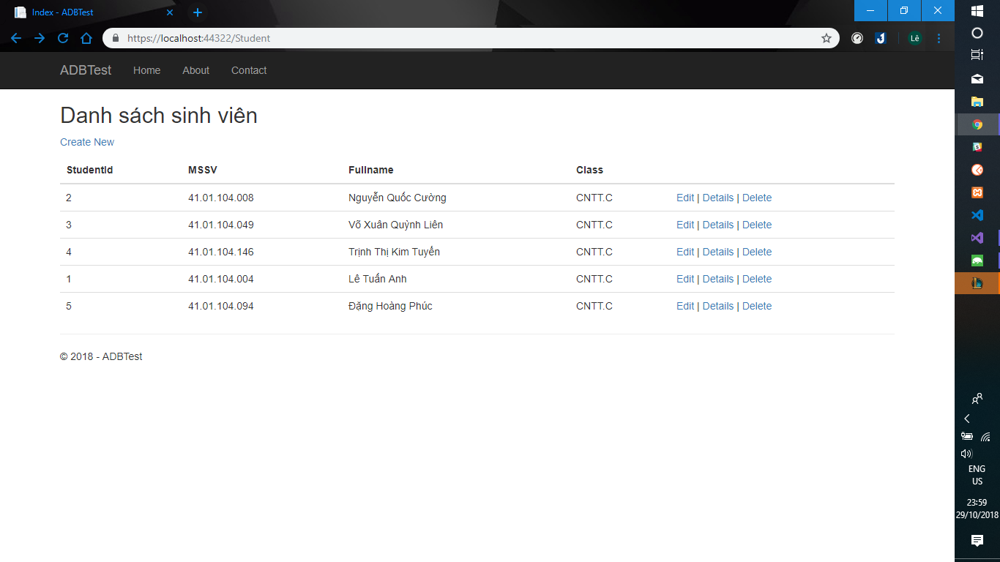 Index - ADBTest
https://localhost:44322/Student
Lê
ADBTest Home About Contact
Danh sách sinh viên
Create New
StudentId MSSV Fullname Class
2 41.01.104.008 Nguyễn Quốc Cường CNTT.C Edit | Details | Delete
3 41.01.104.049 Võ Xuân Quỳnh Liên CNTT.C Edit | Details | Delete
4 41.01.104.146 Trịnh Thị Kim Tuyến CNTT.C Edit | Details | Delete
1 41.01.104.004 Lê Tuấn Anh CNTT.C Edit | Details | Delete
5 41.01.104.094 Đặng Hoàng Phúc CNTT.C Edit | Details | Delete
© 2018 - ADBTest
ENG
US
23:59
29/10/2018